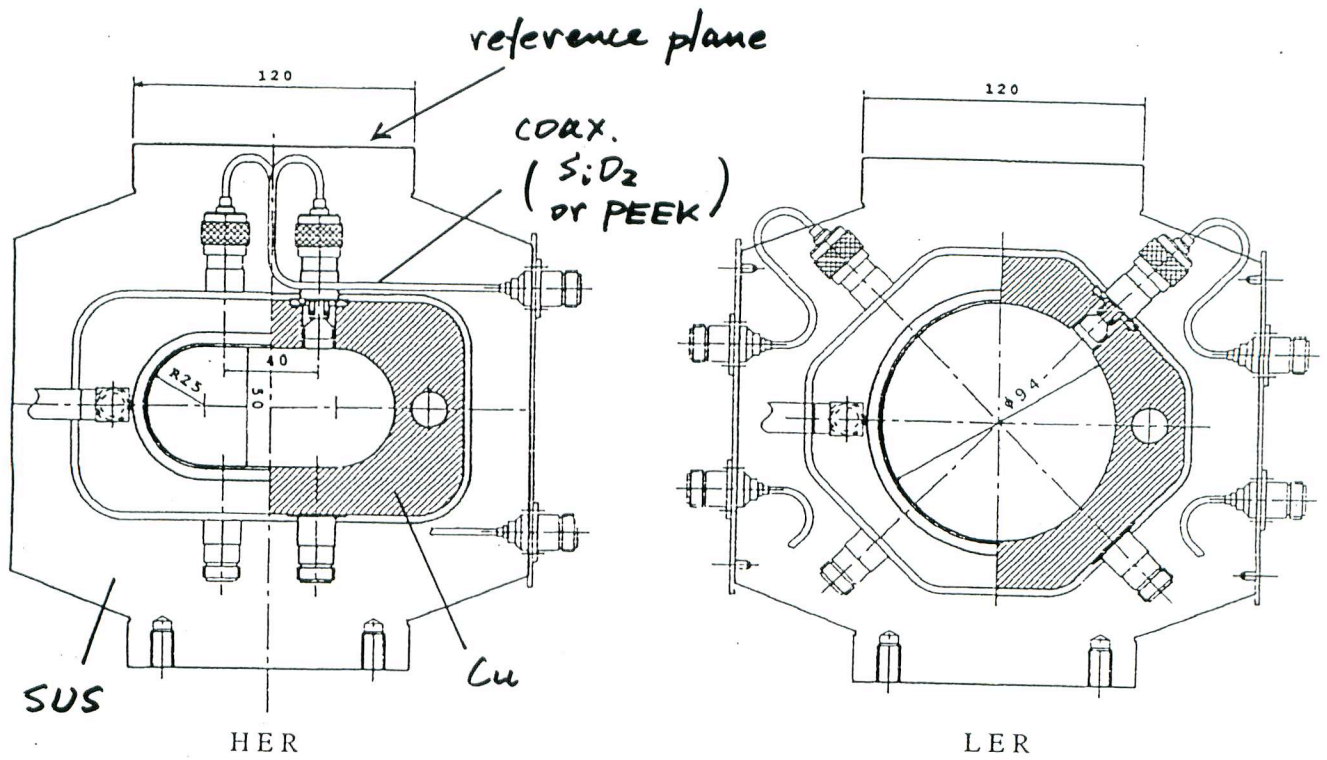 reference plane
120
120
coax.
( SiO2
or PEEK )
R25
40
50
φ94
SUS
Cu
HER
LER